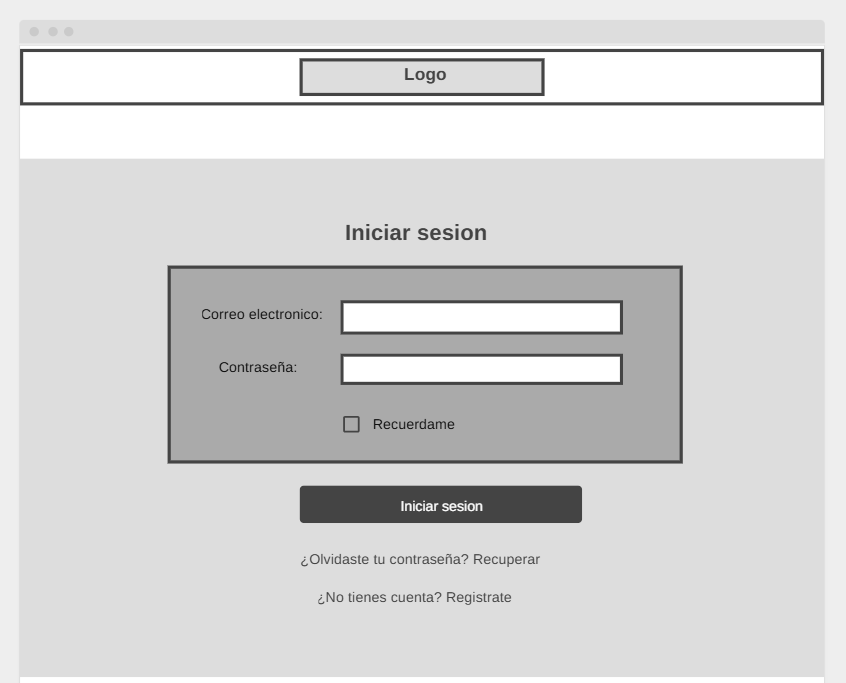 Logo
Iniciar sesion
Correo electronico:
Contraseña:
Recuerdame
Iniciar sesion
¿Olvidaste tu contraseña? Recuperar
¿No tienes cuenta? Registrate